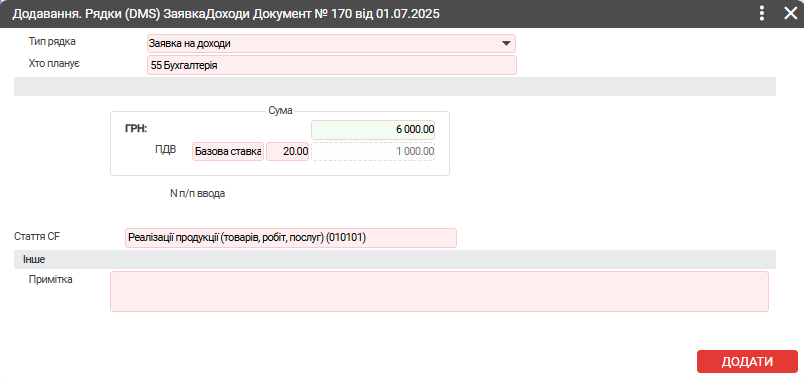 Додавання. Рядки (DMS) ЗаявкаДоходи Документ № 170 від 01.07.2025
Тип рядка Заявка на доходи
Хто планує 55 Бухгалтерія
Сума
ГРН: 6 000.00
ПДВ Базова ставка 20.00 1 000.00
N п/п ввода
Стаття CF Реалізації продукції (товарів, робіт, послуг) (010101)
Інше
Примітка
ДОДАТИ